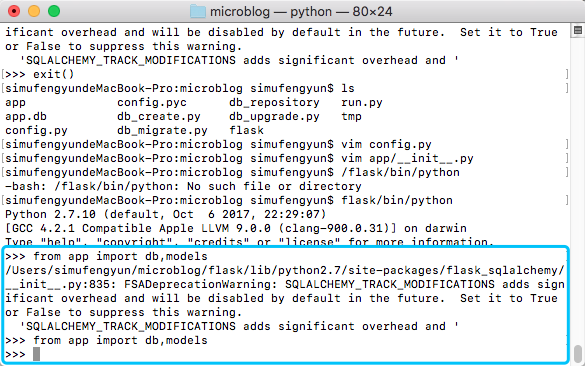 microblog — python — 80×24
ificant overhead and will be disabled by default in the future.  Set it to True
or False to suppress this warning.
  'SQLALCHEMY_TRACK_MODIFICATIONS adds significant overhead and '
[>>> exit()                                                                     ]
[simufengyundeMacBook-Pro:microblog simufengyun$ ls                             ]
app             config.pyc      db_repository   run.py
app.db          db_create.py    db_upgrade.py   tmp
config.py       db_migrate.py   flask
[simufengyundeMacBook-Pro:microblog simufengyun$ vim config.py                  ]
[simufengyundeMacBook-Pro:microblog simufengyun$ vim app/__init__.py            ]
[simufengyundeMacBook-Pro:microblog simufengyun$ /flask/bin/python              ]
-bash: /flask/bin/python: No such file or directory
[simufengyundeMacBook-Pro:microblog simufengyun$ flask/bin/python               ]
Python 2.7.10 (default, Oct  6 2017, 22:29:07)
[GCC 4.2.1 Compatible Apple LLVM 9.0.0 (clang-900.0.31)] on darwin
Type "help", "copyright", "credits" or "license" for more information.
>>> from app import db,models
/Users/simufengyun/microblog/flask/lib/python2.7/site-packages/flask_sqlalchemy/
__init__.py:835: FSADeprecationWarning: SQLALCHEMY_TRACK_MODIFICATIONS adds sign
ificant overhead and will be disabled by default in the future.  Set it to True
or False to suppress this warning.
  'SQLALCHEMY_TRACK_MODIFICATIONS adds significant overhead and '
>>> from app import db,models
>>>